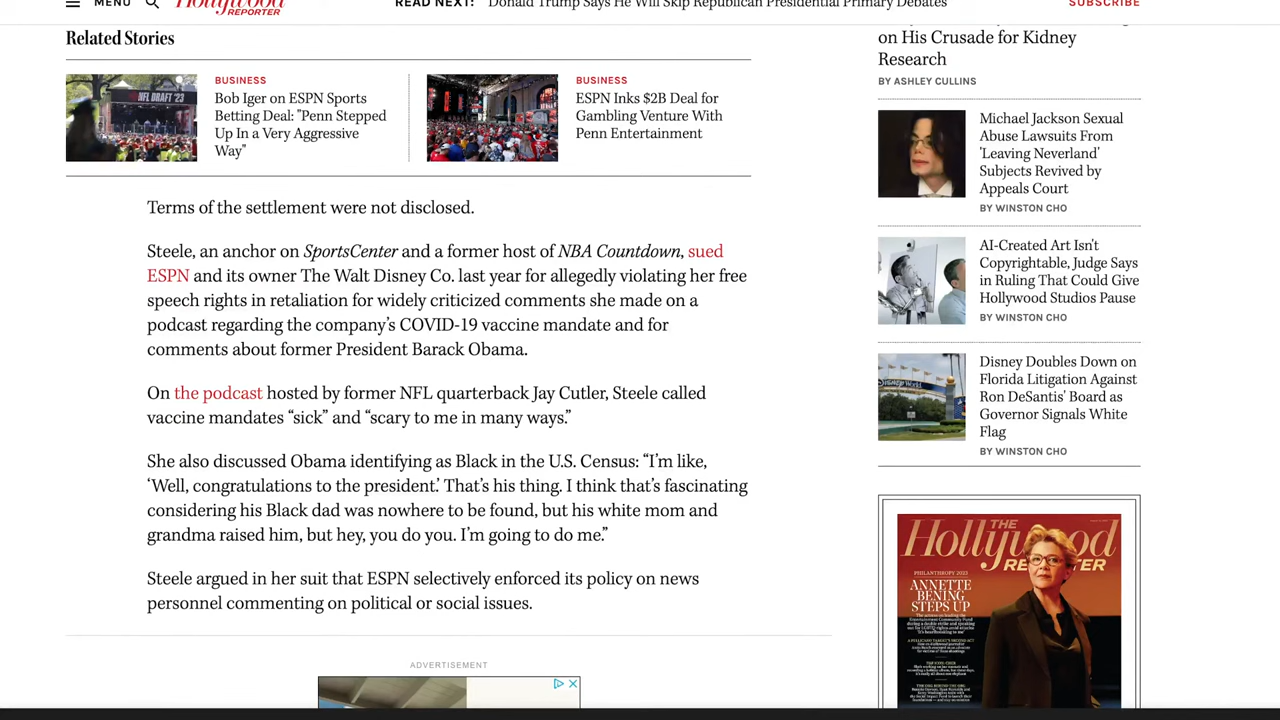 MENU
Hollywood
REPORTER
READ NEXT: Donald Trump Says He Will Skip Republican Presidential Primary Debates
SUBSCRIBE
Related Stories
NFL DRAFT '23
BUSINESS
Bob Iger on ESPN Sports
Betting Deal: "Penn Stepped
Up In a Very Aggressive
Way"
BUSINESS
ESPN Inks $2B Deal for
Gambling Venture With
Penn Entertainment
Terms of the settlement were not disclosed.
Steele, an anchor on SportsCenter and a former host of NBA Countdown, sued
ESPN and its owner The Walt Disney Co. last year for allegedly violating her free
speech rights in retaliation for widely criticized comments she made on a
podcast regarding the company's COVID-19 vaccine mandate and for
comments about former President Barack Obama.
On the podcast hosted by former NFL quarterback Jay Cutler, Steele called
vaccine mandates “sick” and “scary to me in many ways.”
She also discussed Obama identifying as Black in the U.S. Census: “I'm like,
‘Well, congratulations to the president.’ That's his thing. I think that's fascinating
considering his Black dad was nowhere to be found, but his white mom and
grandma raised him, but hey, you do you. I'm going to do me.”
Steele argued in her suit that ESPN selectively enforced its policy on news
personnel commenting on political or social issues.
ADVERTISEMENT
on His Crusade for Kidney
Research
BY ASHLEY CULLINS
Michael Jackson Sexual
Abuse Lawsuits From
'Leaving Neverland'
Subjects Revived by
Appeals Court
BY WINSTON CHO
AI-Created Art Isn't
Copyrightable, Judge Says
in Ruling That Could Give
Hollywood Studios Pause
BY WINSTON CHO
Disney Doubles Down on
Florida Litigation Against
Ron DeSantis' Board as
Governor Signals White
Flag
BY WINSTON CHO
THE
Hollywood
REPORTER
PHILANTHROPY 2023
ANNETTE
BENING
STEPS UP